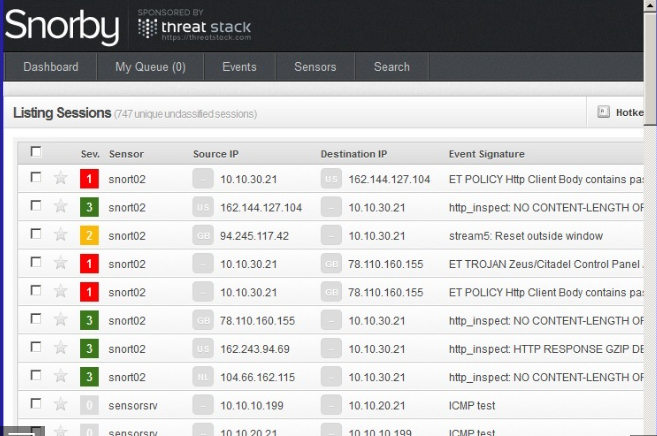 Snorby
SPONSORED BY
threat stack
https://threatstack.com
Dashboard My Queue (0) Events Sensors Search
Listing Sessions (747 unique unclassified sessions) Hotke
Sev. Sensor Source IP Destination IP Event Signature
1 snort02 -- 10.10.30.21 US 162.144.127.104 ET POLICY Http Client Body contains pas
3 snort02 US 162.144.127.104 -- 10.10.30.21 http_inspect: NO CONTENT-LENGTH OF
2 snort02 GB 94.245.117.42 -- 10.10.30.21 stream5: Reset outside window
1 snort02 -- 10.10.30.21 GB 78.110.160.155 ET TROJAN Zeus/Citadel Control Panel
1 snort02 -- 10.10.30.21 GB 78.110.160.155 ET POLICY Http Client Body contains pas
3 snort02 GB 78.110.160.155 -- 10.10.30.21 http_inspect: NO CONTENT-LENGTH OF
3 snort02 US 162.243.94.69 -- 10.10.30.21 http_inspect: HTTP RESPONSE GZIP DE
3 snort02 NL 104.66.162.115 -- 10.10.30.21 http_inspect: NO CONTENT-LENGTH OF
0 sensorsrv -- 10.10.10.199 -- 10.10.20.21 ICMP test
0 sensorsrv -- 10.10.20.21 -- 10.10.10.199 ICMP test